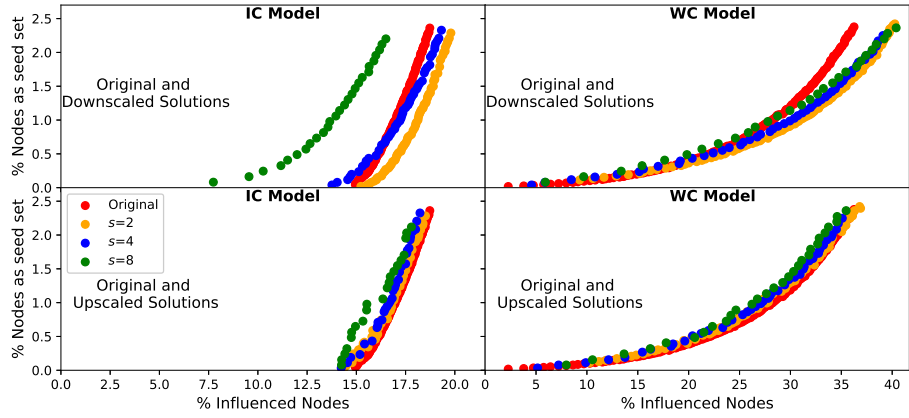 IC Model
WC Model
% Nodes as seed set
2.5
2.0
1.5
1.0
0.5
0.0
Original and
Downscaled Solutions
Original and
Downscaled Solutions
IC Model
WC Model
% Nodes as seed set
2.5
2.0
1.5
1.0
0.5
0.0
Original
s=2
s=4
s=8
Original and
Upscaled Solutions
Original and
Upscaled Solutions
0.0 2.5 5.0 7.5 10.0 12.5 15.0 17.5 20.0
0 5 10 15 20 25 30 35 40
% Influenced Nodes
% Influenced Nodes